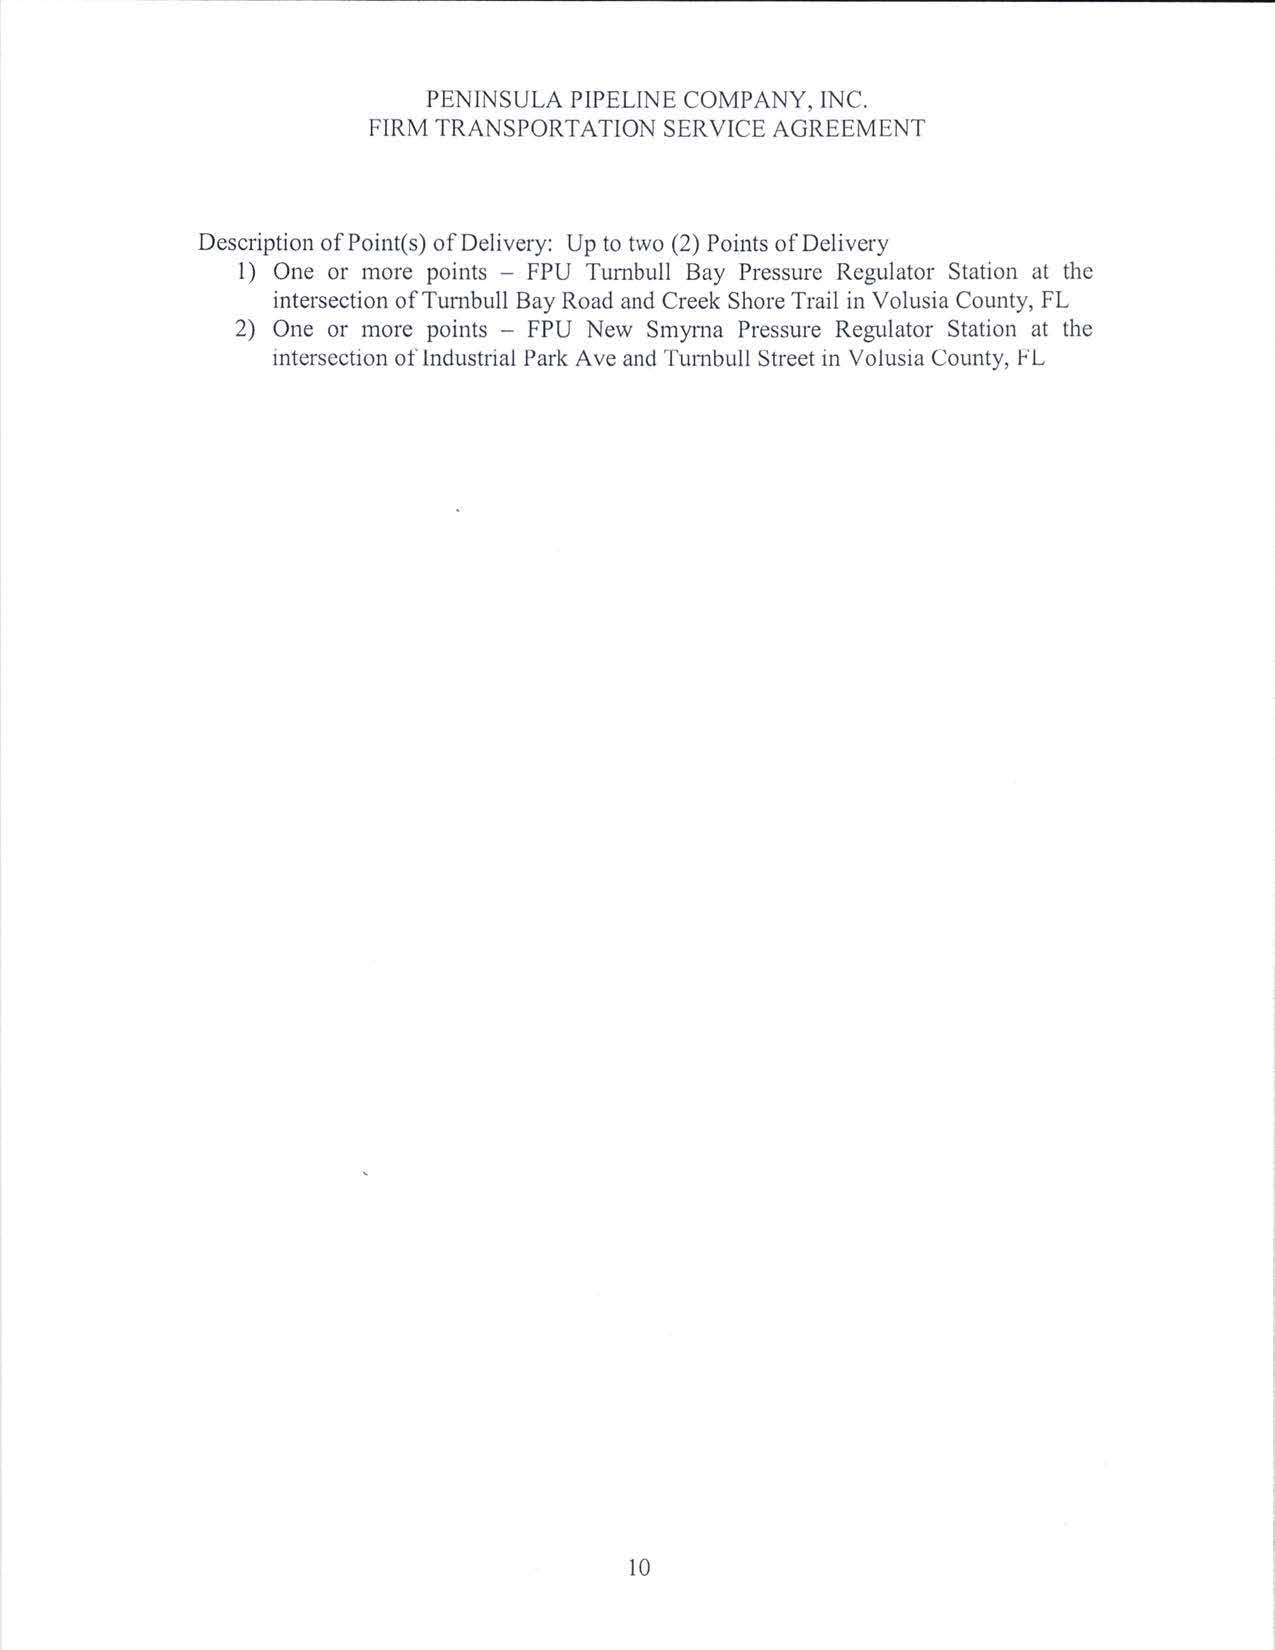 PENINSULA PIPELINE COMPANY, INC.
FIRM TRANSPORTATION SERVICE AGREEMENT
Description of Point(s) of Delivery: Up to two (2) Points of Delivery
1) One or more points – FPU Turnbull Bay Pressure Regulator Station at the
intersection of Turnbull Bay Road and Creek Shore Trail in Volusia County, FL
2) One or more points – FPU New Smyrna Pressure Regulator Station at the
intersection of Industrial Park Ave and Turnbull Street in Volusia County, FL
10